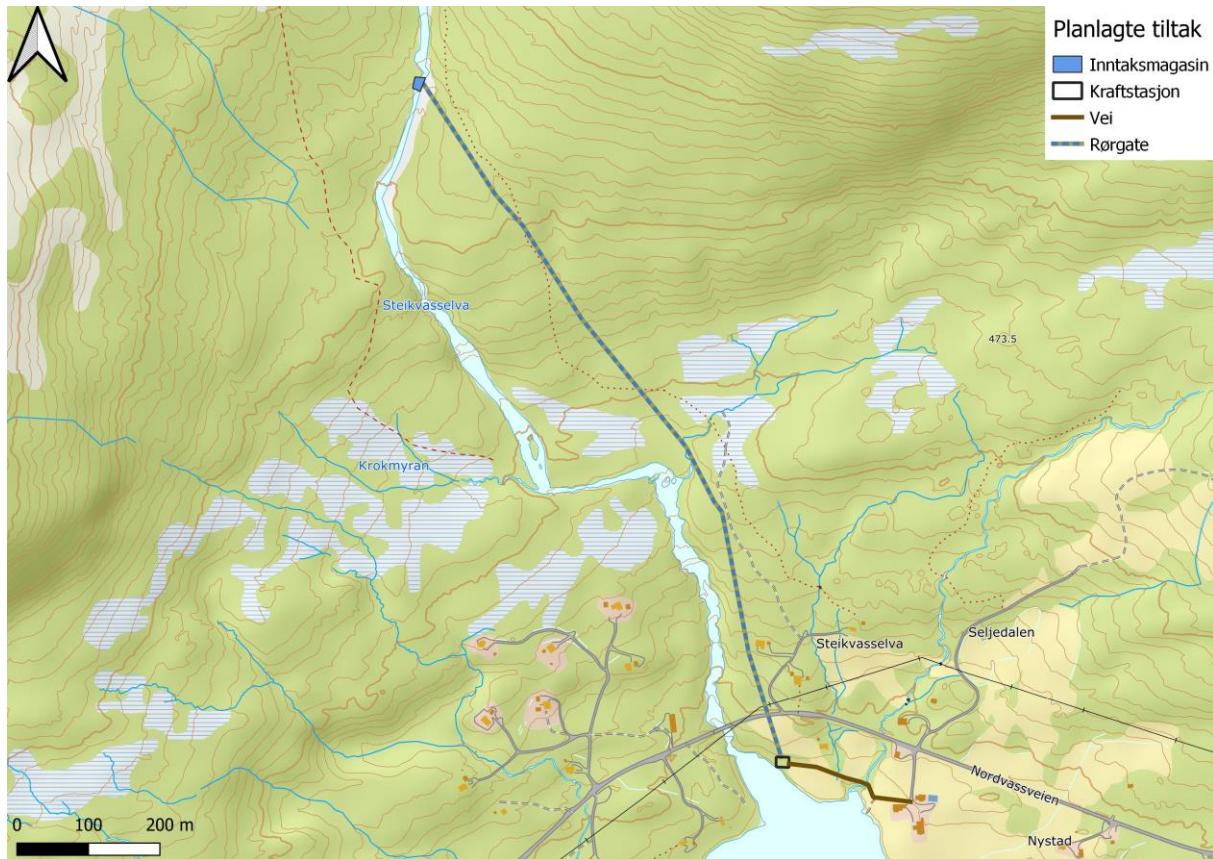 Planlagte tiltak
Inntaksmagasin
Kraftstasjon
Vei
Rørgate
Steikvasselva
473.5
Krokmyran
Seljedalen
Steikvasselva
Nordvassveien
Nystad
0 100 200 m